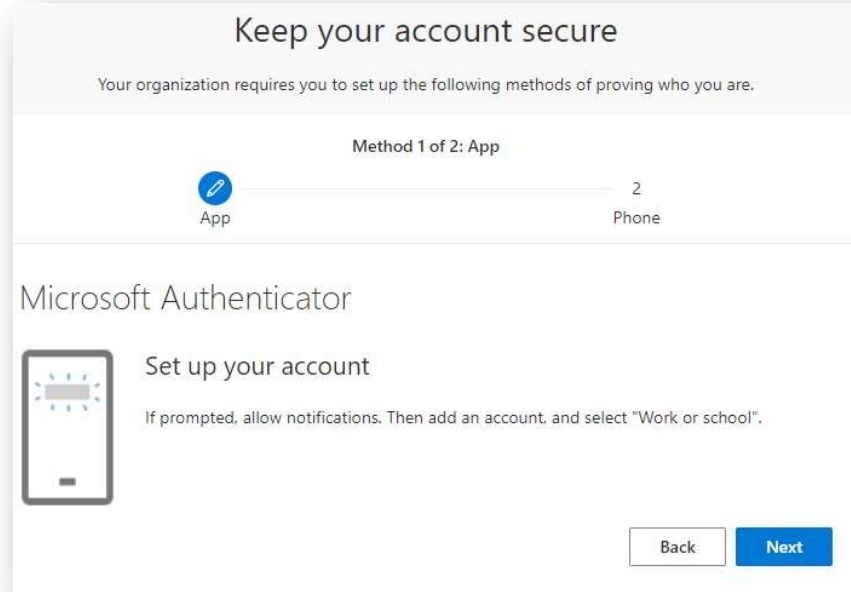 Keep your account secure
Your organization requires you to set up the following methods of proving who you are.
Method 1 of 2: App
2
App
Phone
Microsoft Authenticator
Set up your account
If prompted, allow notifications. Then add an account, and select "Work or school".
Back
Next